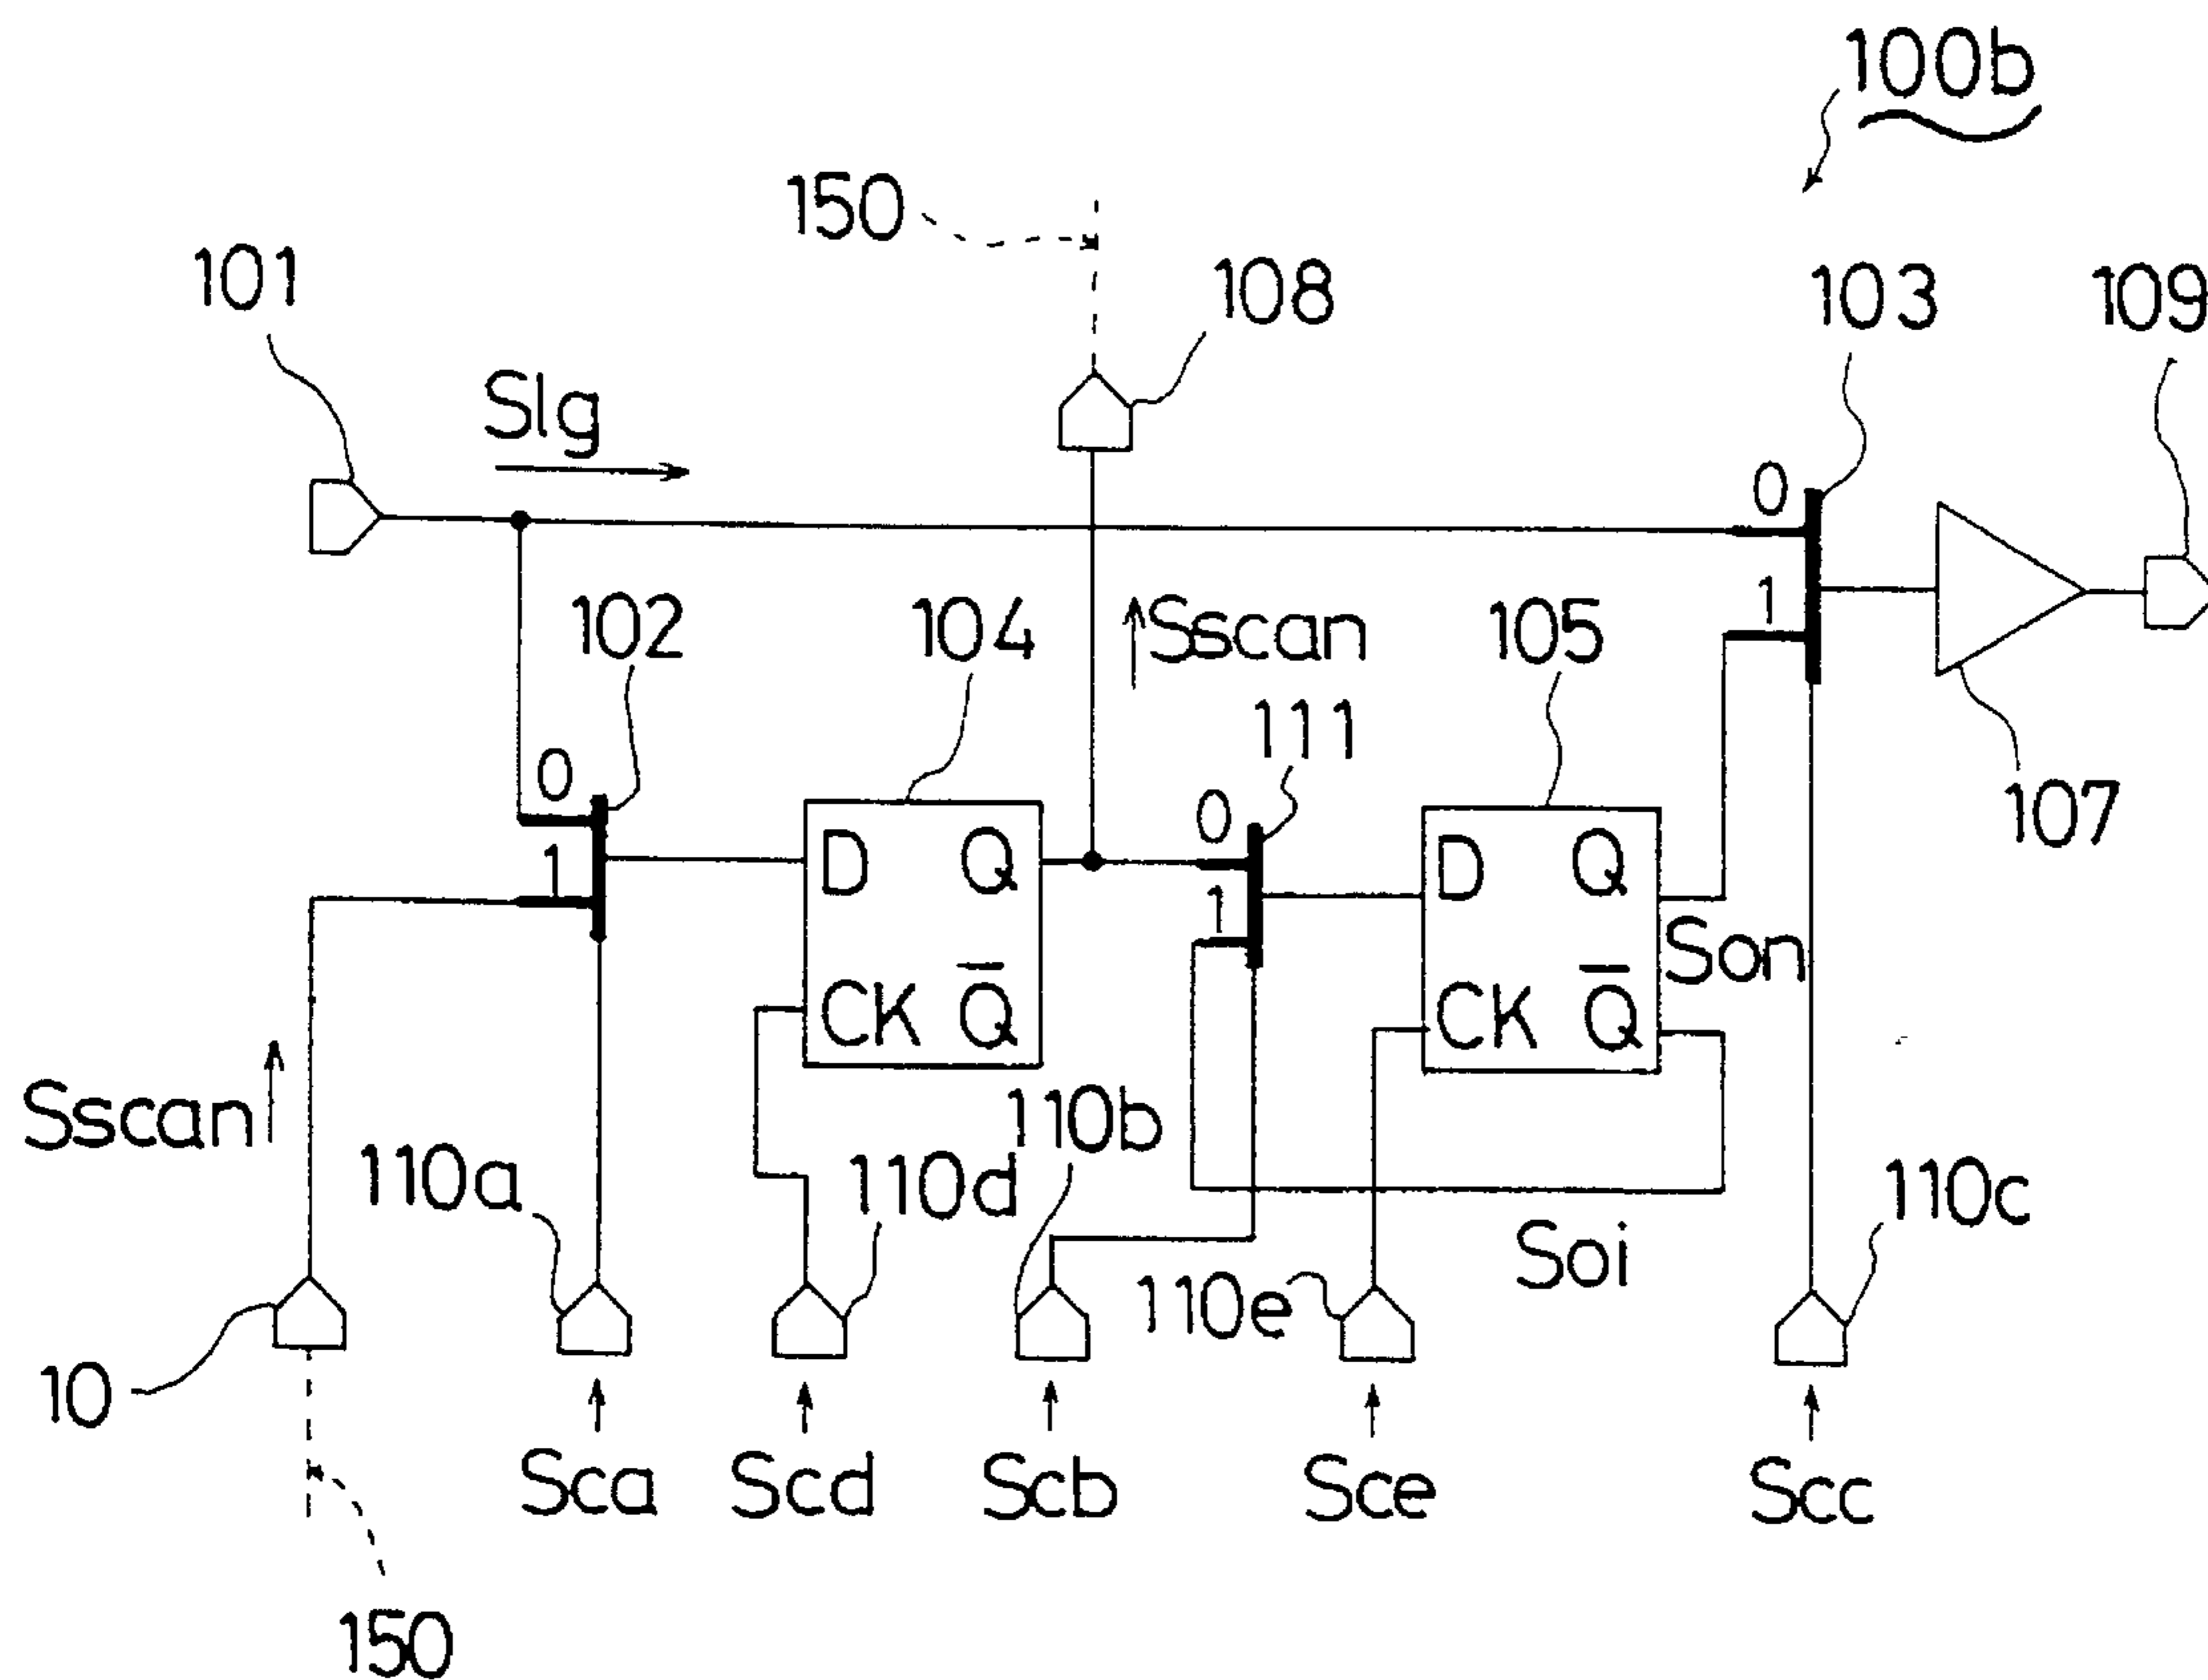 100b
150
101
108
103
109
Slg
0
1
102
104
Sscan
105
111
107
0
1
D Q
CK Q̅
0
1
D Q
CK Q̅
Son
Sscan
110a
110d
110b
110e
Soi
110c
10
Sca
Scd
Scb
Sce
Scc
150